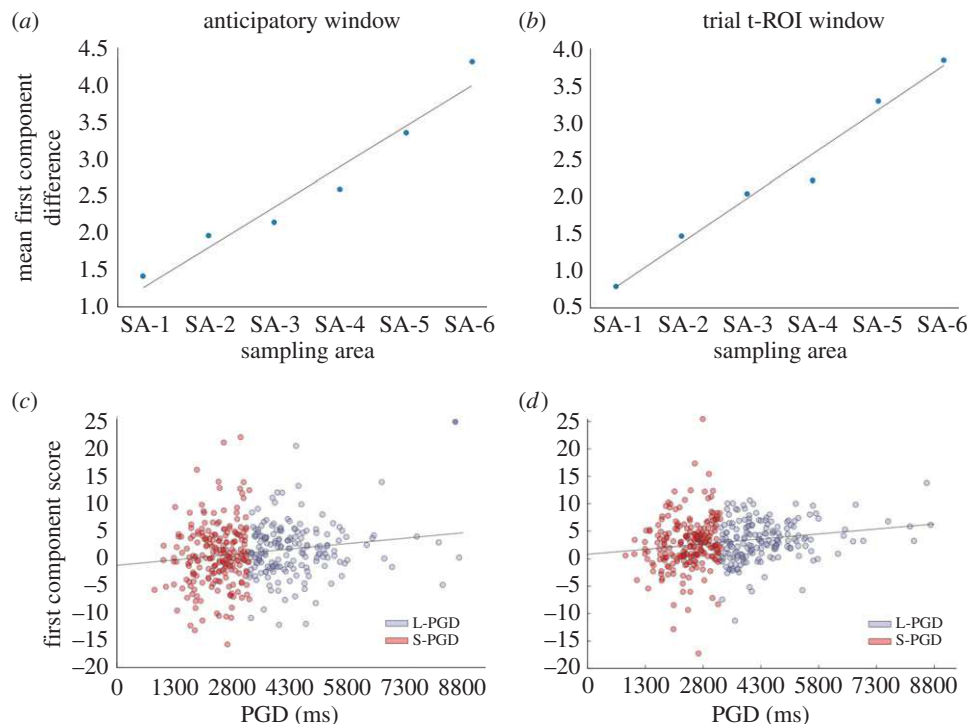 (a) anticipatory window
(b) trial t-ROI window
mean first component
difference
4.5
4.0
3.5
3.0
2.5
2.0
1.5
1.0
SA-1 SA-2 SA-3 SA-4 SA-5 SA-6
sampling area
4.0
3.5
3.0
2.5
2.0
1.5
1.0
0.5
SA-1 SA-2 SA-3 SA-4 SA-5 SA-6
sampling area
(c)
first component score
25
20
15
10
5
0
–5
–10
–15
–20
L-PGD
S-PGD
0 1300 2800 4300 5800 7300 8800
PGD (ms)
(d)
25
20
15
10
5
0
–5
–10
–15
–20
L-PGD
S-PGD
0 1300 2800 4300 5800 7300 8800
PGD (ms)